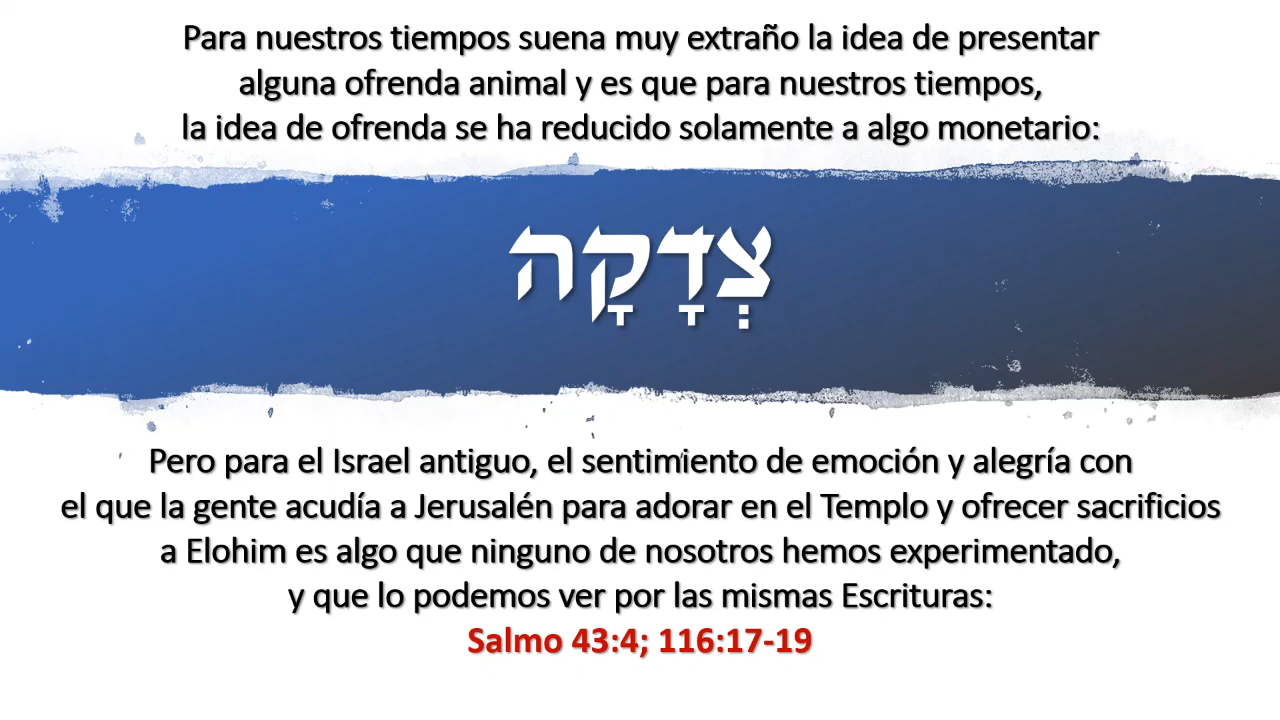 Para nuestros tiempos suena muy extraño la idea de presentar
alguna ofrenda animal y es que para nuestros tiempos,
la idea de ofrenda se ha reducido solamente a algo monetario:
צְדָקָה
Pero para el Israel antiguo, el sentimiento de emoción y alegría con
el que la gente acudía a Jerusalén para adorar en el Templo y ofrecer sacrificios
a Elohim es algo que ninguno de nosotros hemos experimentado,
y que lo podemos ver por las mismas Escrituras:
Salmo 43:4; 116:17-19